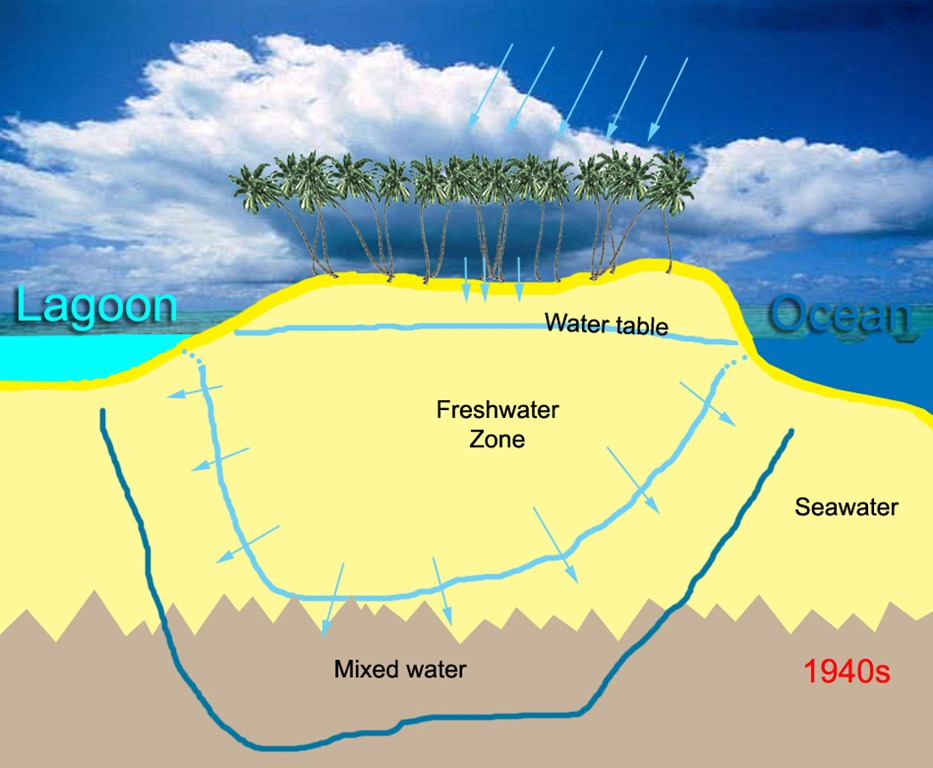 Lagoon
Ocean
Water table
Freshwater
Zone
Seawater
Mixed water
1940s